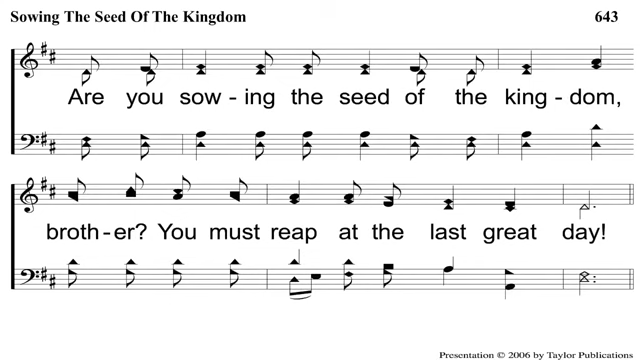 Sowing The Seed Of The Kingdom 643
Are you sow - ing the seed of the king - dom,
broth - er? You must reap at the last great day!
Presentation © 2006 by Taylor Publications